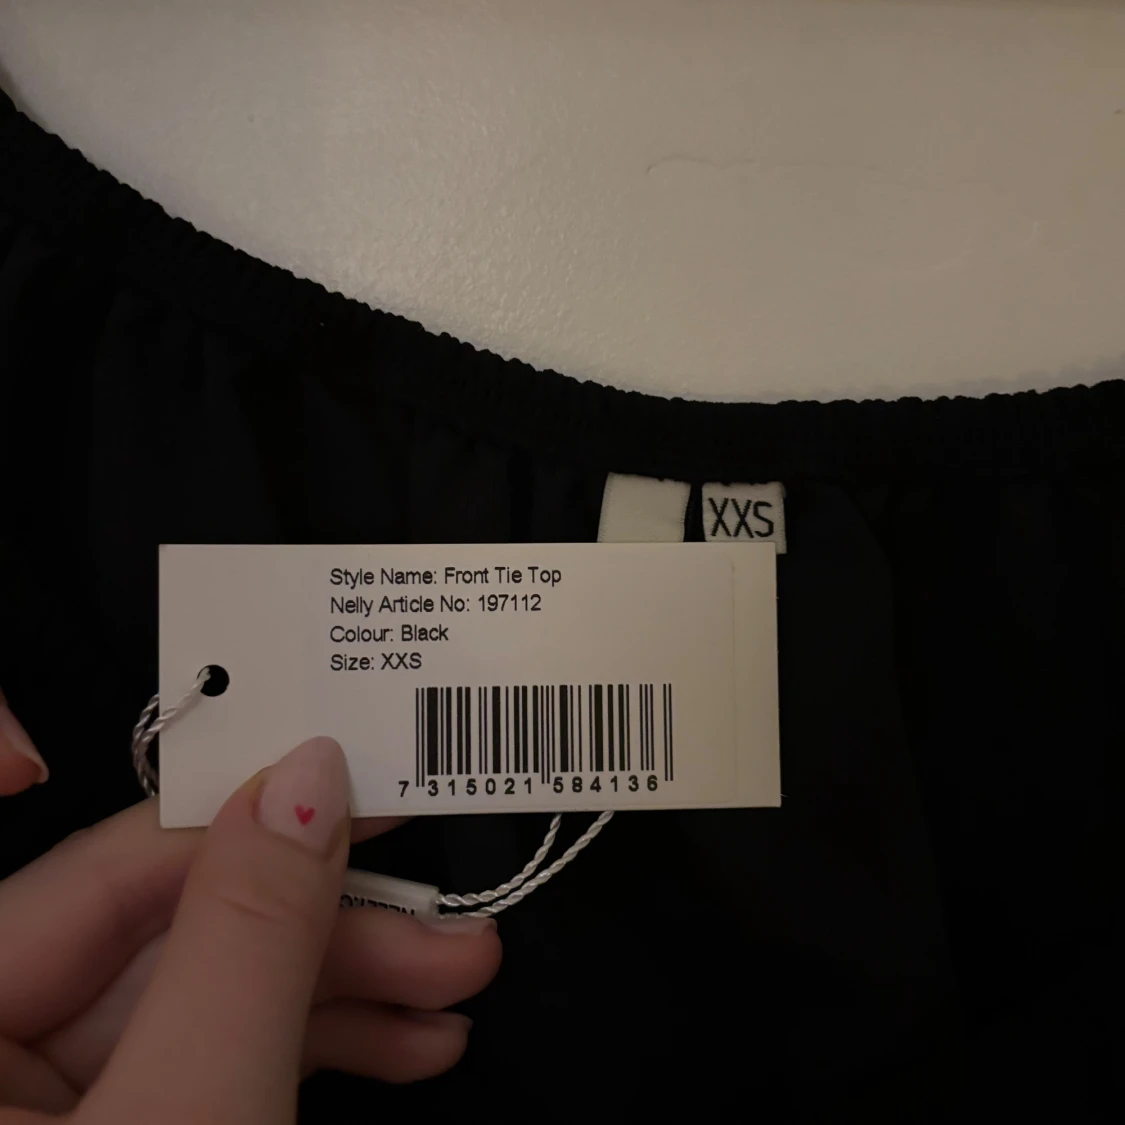 XXS
Style Name: Front Tie Top
Nelly Article No: 197112
Colour: Black
Size: XXS
7 315021 584136